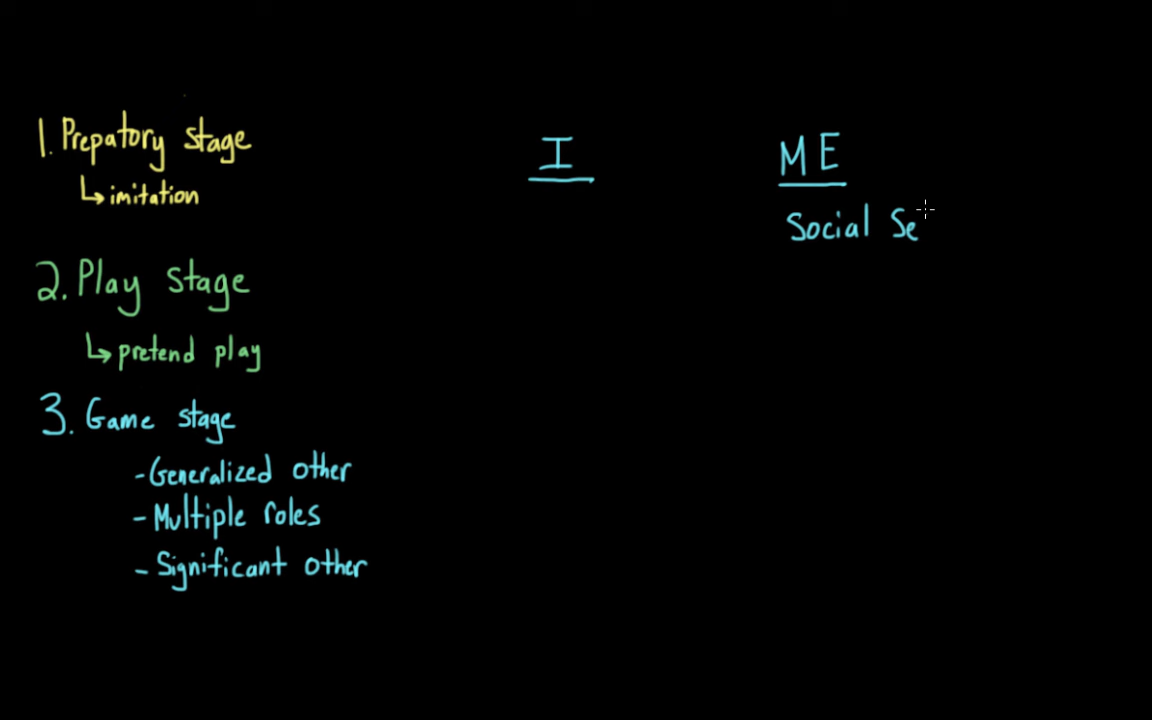 1. Prepatory stage
↳ imitation
2. Play stage
↳ pretend play
3. Game stage
- Generalized other
- Multiple roles
- Significant other
I
ME
Social Se